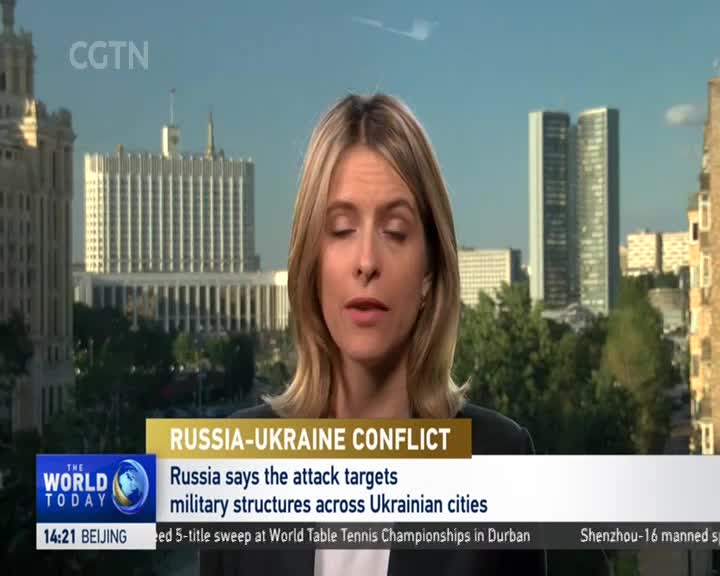 CGTN
RUSSIA-UKRAINE CONFLICT
Russia says the attack targets
military structures across Ukrainian cities
THE
WORLD
TODAY
14:21 BEIJING
5-title sweep at World Table Tennis Championships in Durban
Shenzhou-16 manned